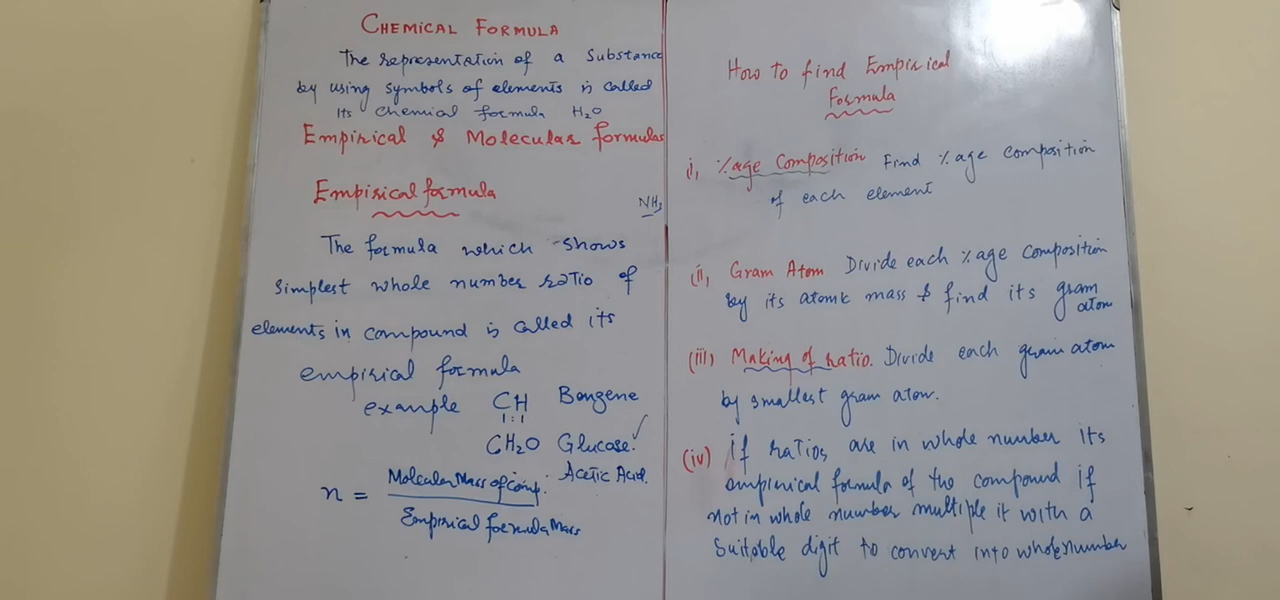 CHEMICAL FORMULA
The representation of a Substance
by using symbols of elements is called
its chemical formula H₂O
Empirical & Molecular formulas
Empirical formula
NH₃
The formula which shows
simplest whole number ratio of
elements in compound is called its
empirical formula
example CH Bengene
1:1
CH₂O Glucose! ✓
Acetic Acid.
n = Molecular Mass of Comp.
Empirical formula Mass
How to find Empirical
Formula
i, %age Composition Find %age composition
of each element
(ii, Gram Atom Divide each %age composition
by its atomic mass & find its gram
atom
(iii) Making of ratio. Divide each gram atom
by smallest gram atom.
(iv) if ratios are in whole number its
empirical formula of the compound if
not in whole number multiple it with a
Suitable digit to convert into whole number